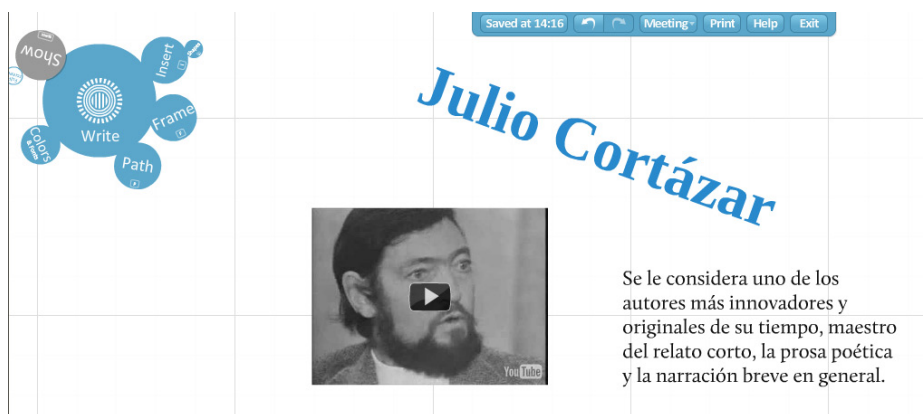 Saved at 14:16 Meeting Print Help Exit
Show
Insert
Frame
Write
Colors
Path
Julio Cortázar
Se le considera uno de los
autores más innovadores y
originales de su tiempo, maestro
del relato corto, la prosa poética
y la narración breve en general.
You Tube